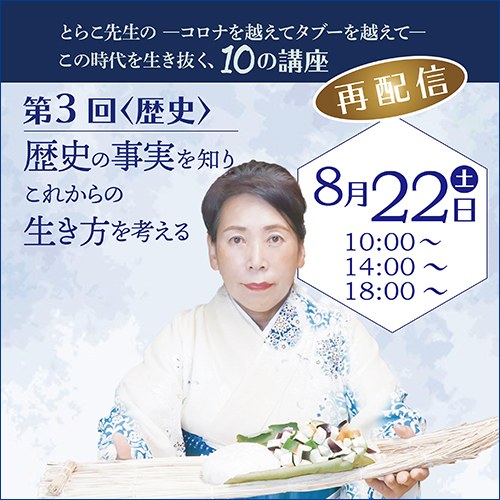 とらこ先生の ―コロナを越えてタブーを越えて―
この時代を生き抜く、10の講座
再配信
第3回〈歴史〉
歴史の事実を知り
これからの
生き方を考える
8月22日
土
10:00〜
14:00〜
18:00〜